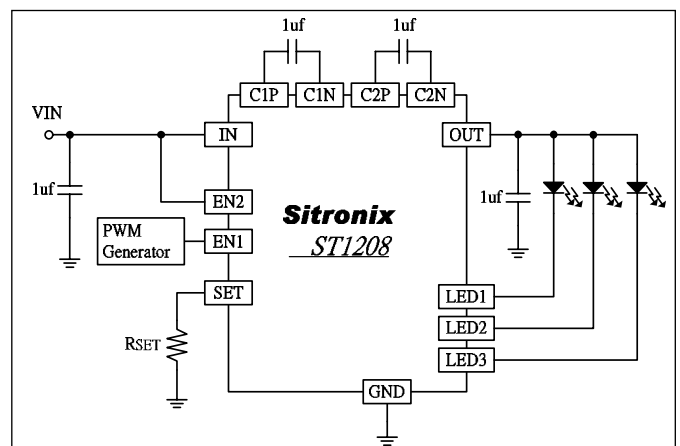 1uf
1uf
C1P
C1N
C2P
C2N
VIN
IN
OUT
1uf
1uf
EN2
Sitronix
PWM
Generator
EN1
ST1208
SET
LED1
LED2
RSET
LED3
GND